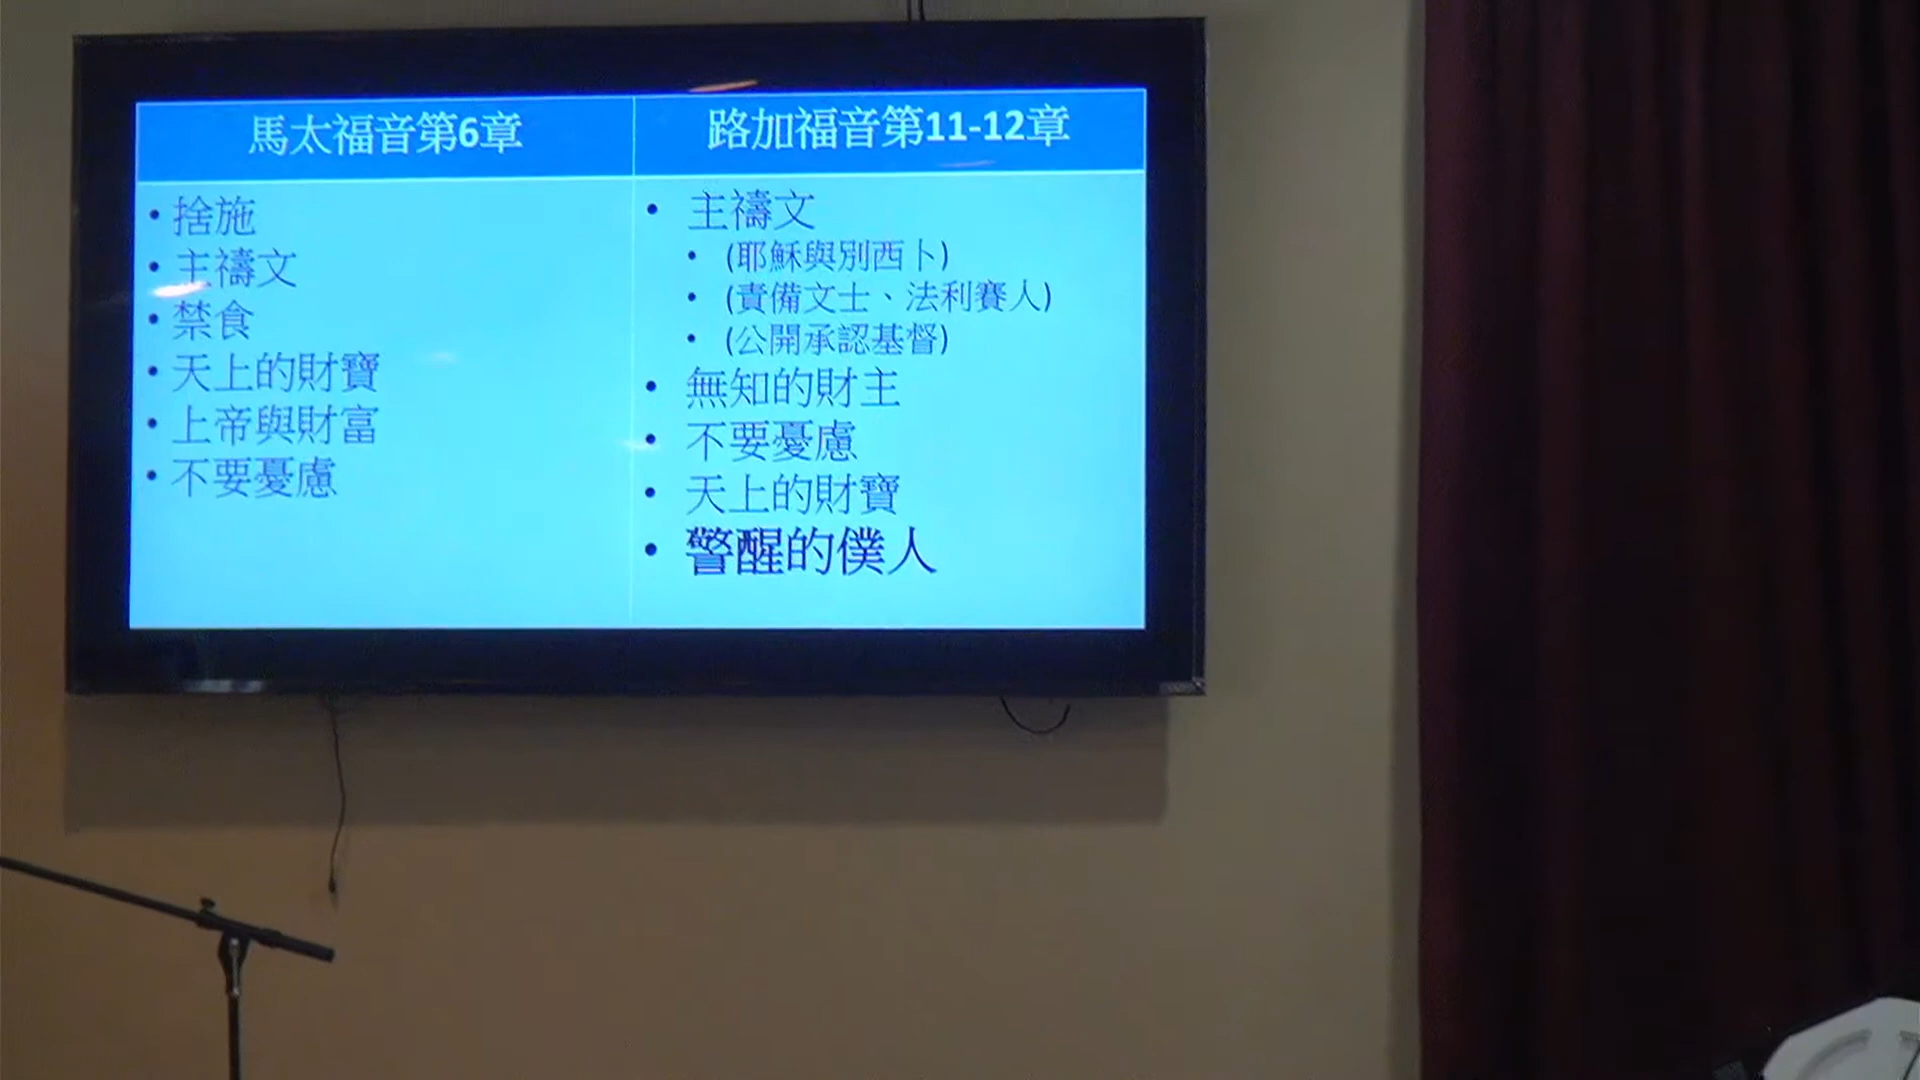 馬太福音第6章
• 捨施
• 主禱文
• 禁食
• 天上的財寶
• 上帝與財富
• 不要憂慮
路加福音第11-12章
• 主禱文
• (耶穌與別西卜)
• (責備文士、法利賽人)
• (公開承認基督)
• 無知的財主
• 不要憂慮
• 天上的財寶
• 警醒的僕人